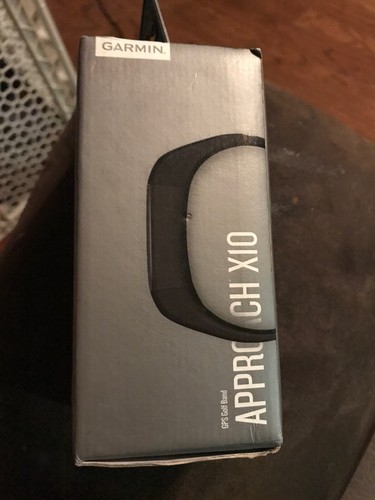 GARMIN.
APPROACH X10
GPS Golf Band